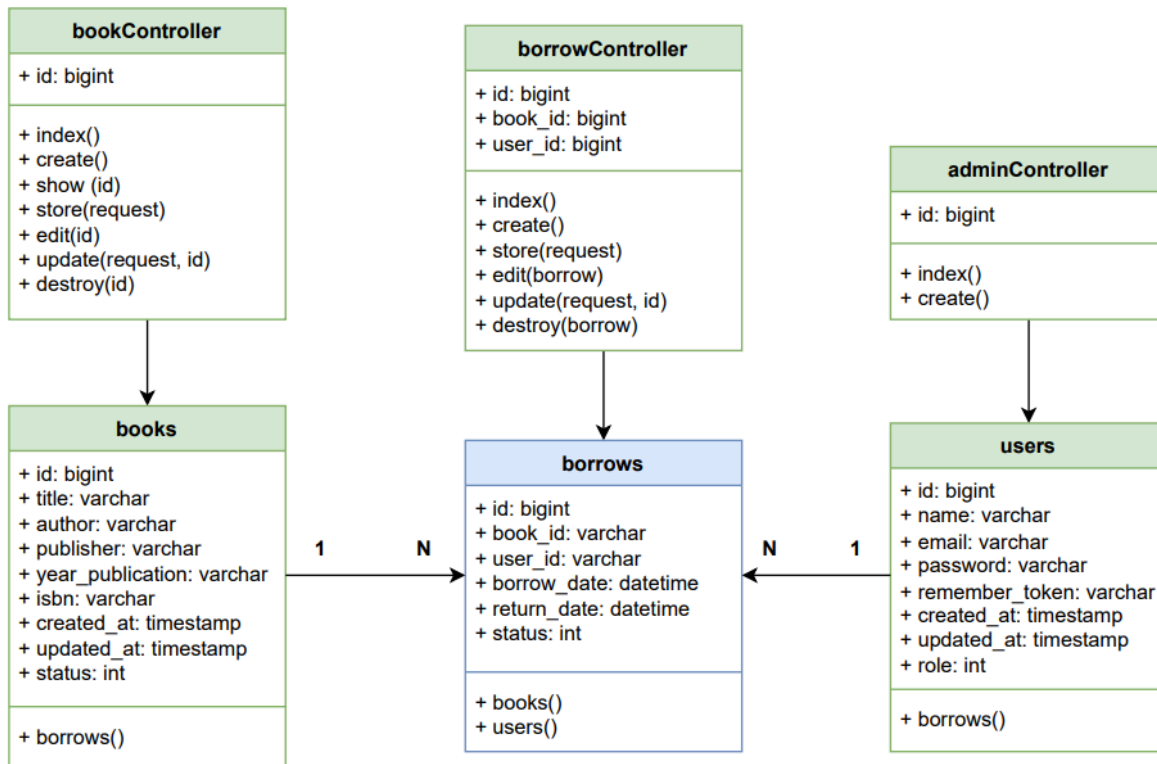 bookController
+ id: bigint
+ index()
+ create()
+ show (id)
+ store(request)
+ edit(id)
+ update(request, id)
+ destroy(id)
borrowController
+ id: bigint
+ book_id: bigint
+ user_id: bigint
+ index()
+ create()
+ store(request)
+ edit(borrow)
+ update(request, id)
+ destroy(borrow)
adminController
+ id: bigint
+ index()
+ create()
books
+ id: bigint
+ title: varchar
+ author: varchar
+ publisher: varchar
+ year_publication: varchar
+ isbn: varchar
+ created_at: timestamp
+ updated_at: timestamp
+ status: int
+ borrows()
1 N
borrows
+ id: bigint
+ book_id: varchar
+ user_id: varchar
+ borrow_date: datetime
+ return_date: datetime
+ status: int
+ books()
+ users()
N 1
users
+ id: bigint
+ name: varchar
+ email: varchar
+ password: varchar
+ remember_token: varchar
+ created_at: timestamp
+ updated_at: timestamp
+ role: int
+ borrows()